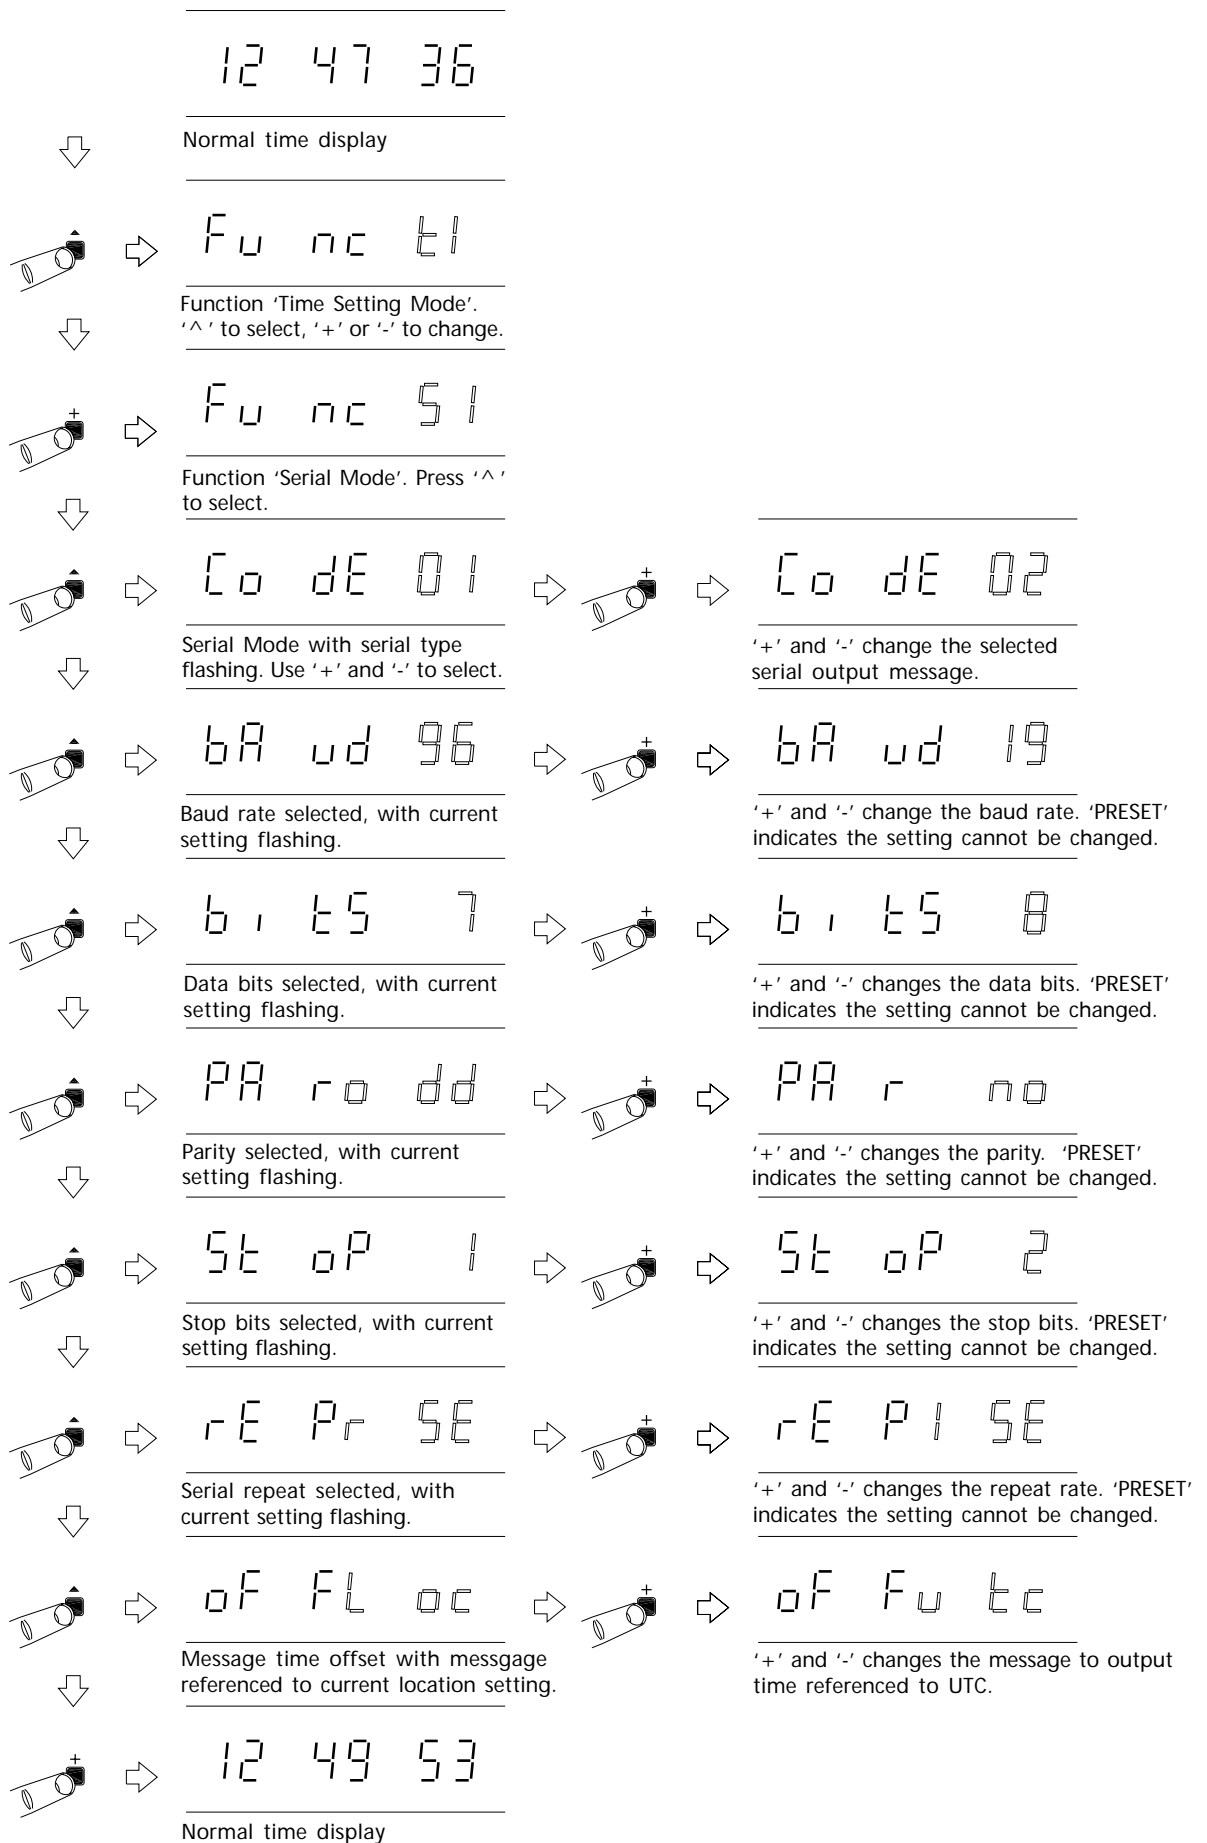 12 47 36
Normal time display
Fu nc t1
Function ‘Time Setting Mode’.
‘^ ’ to select, ‘+’ or ‘-’ to change.
+
Fu nc S1
Function ‘Serial Mode’. Press ‘^ ’
to select.
Co dE 01
Serial Mode with serial type
flashing. Use ‘+’ and ‘-’ to select.
+
Co dE 02
‘+’ and ‘-’ change the selected
serial output message.
bA ud 96
Baud rate selected, with current
setting flashing.
+
bA ud 19
‘+’ and ‘-’ change the baud rate. ‘PRESET’
indicates the setting cannot be changed.
bi tS 7
Data bits selected, with current
setting flashing.
+
bi tS 8
‘+’ and ‘-’ changes the data bits. ‘PRESET’
indicates the setting cannot be changed.
PA ro dd
Parity selected, with current
setting flashing.
+
PA r no
‘+’ and ‘-’ changes the parity. ‘PRESET’
indicates the setting cannot be changed.
St oP 1
Stop bits selected, with current
setting flashing.
+
St oP 2
‘+’ and ‘-’ changes the stop bits. ‘PRESET’
indicates the setting cannot be changed.
rE Pr SE
Serial repeat selected, with
current setting flashing.
+
rE P1 SE
‘+’ and ‘-’ changes the repeat rate. ‘PRESET’
indicates the setting cannot be changed.
oF FL oc
Message time offset with messgage
referenced to current location setting.
+
oF Fu tc
‘+’ and ‘-’ changes the message to output
time referenced to UTC.
+
12 49 53
Normal time display